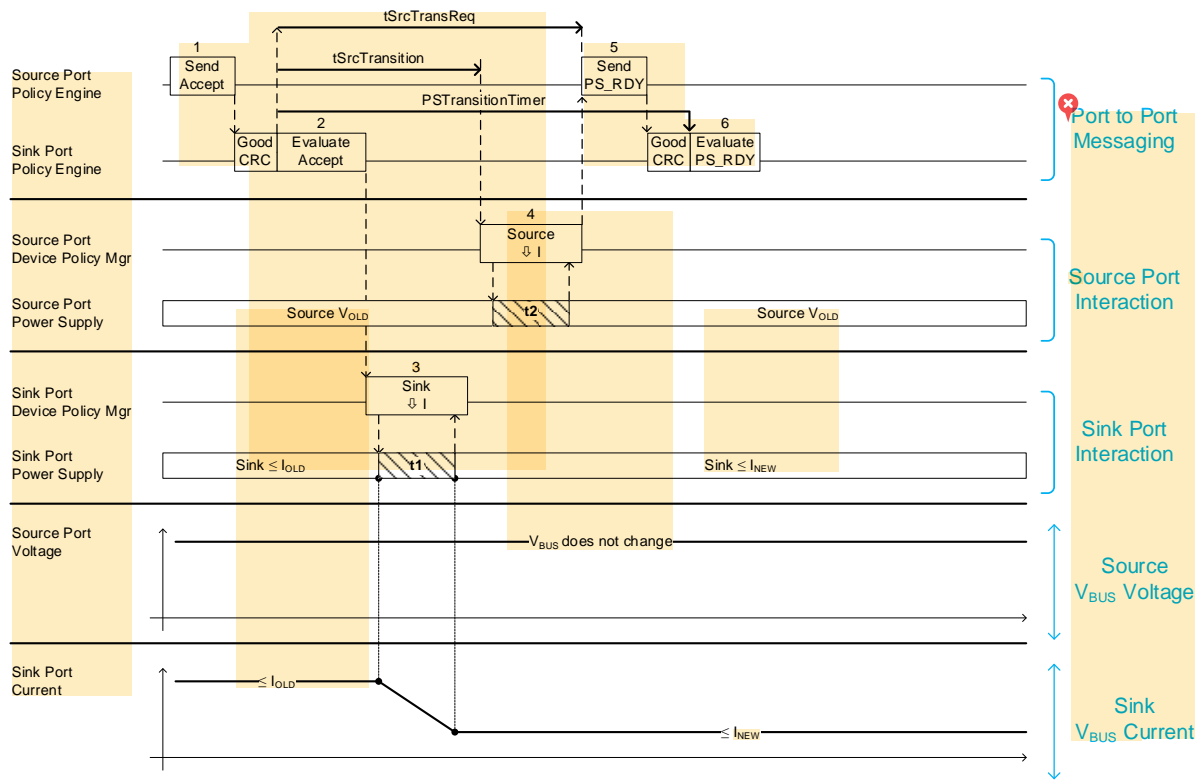 tSrcTransReq
1
5
Send
Accept
tSrcTransition
Send
PS_RDY
Source Port
Policy Engine
PSTransitionTimer
2
6
Good
CRC
Evaluate
Accept
Good
CRC
Evaluate
PS_RDY
Sink Port
Policy Engine
Port to Port
Messaging
4
Source Port
Device Policy Mgr
Source
⇩ I
Source Port
Power Supply
Source VOLD
t2
Source VOLD
Source Port
Interaction
3
Sink Port
Device Policy Mgr
Sink
⇩ I
Sink Port
Power Supply
Sink ≤ IOLD
t1
Sink ≤ INEW
Sink Port
Interaction
Source Port
Voltage
VBUS does not change
Source
VBUS Voltage
Sink Port
Current
≤ IOLD
≤ INEW
Sink
VBUS Current